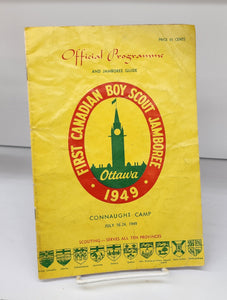 PRICE 10 CENTS
Official Programme
AND JAMBOREE GUIDE
FIRST CANADIAN BOY SCOUT JAMBOREE
Ottawa
• 1949 •
CONNAUGHT CAMP
JULY, 16-24, 1949
SCOUTING — SERVES ALL TEN PROVINCES